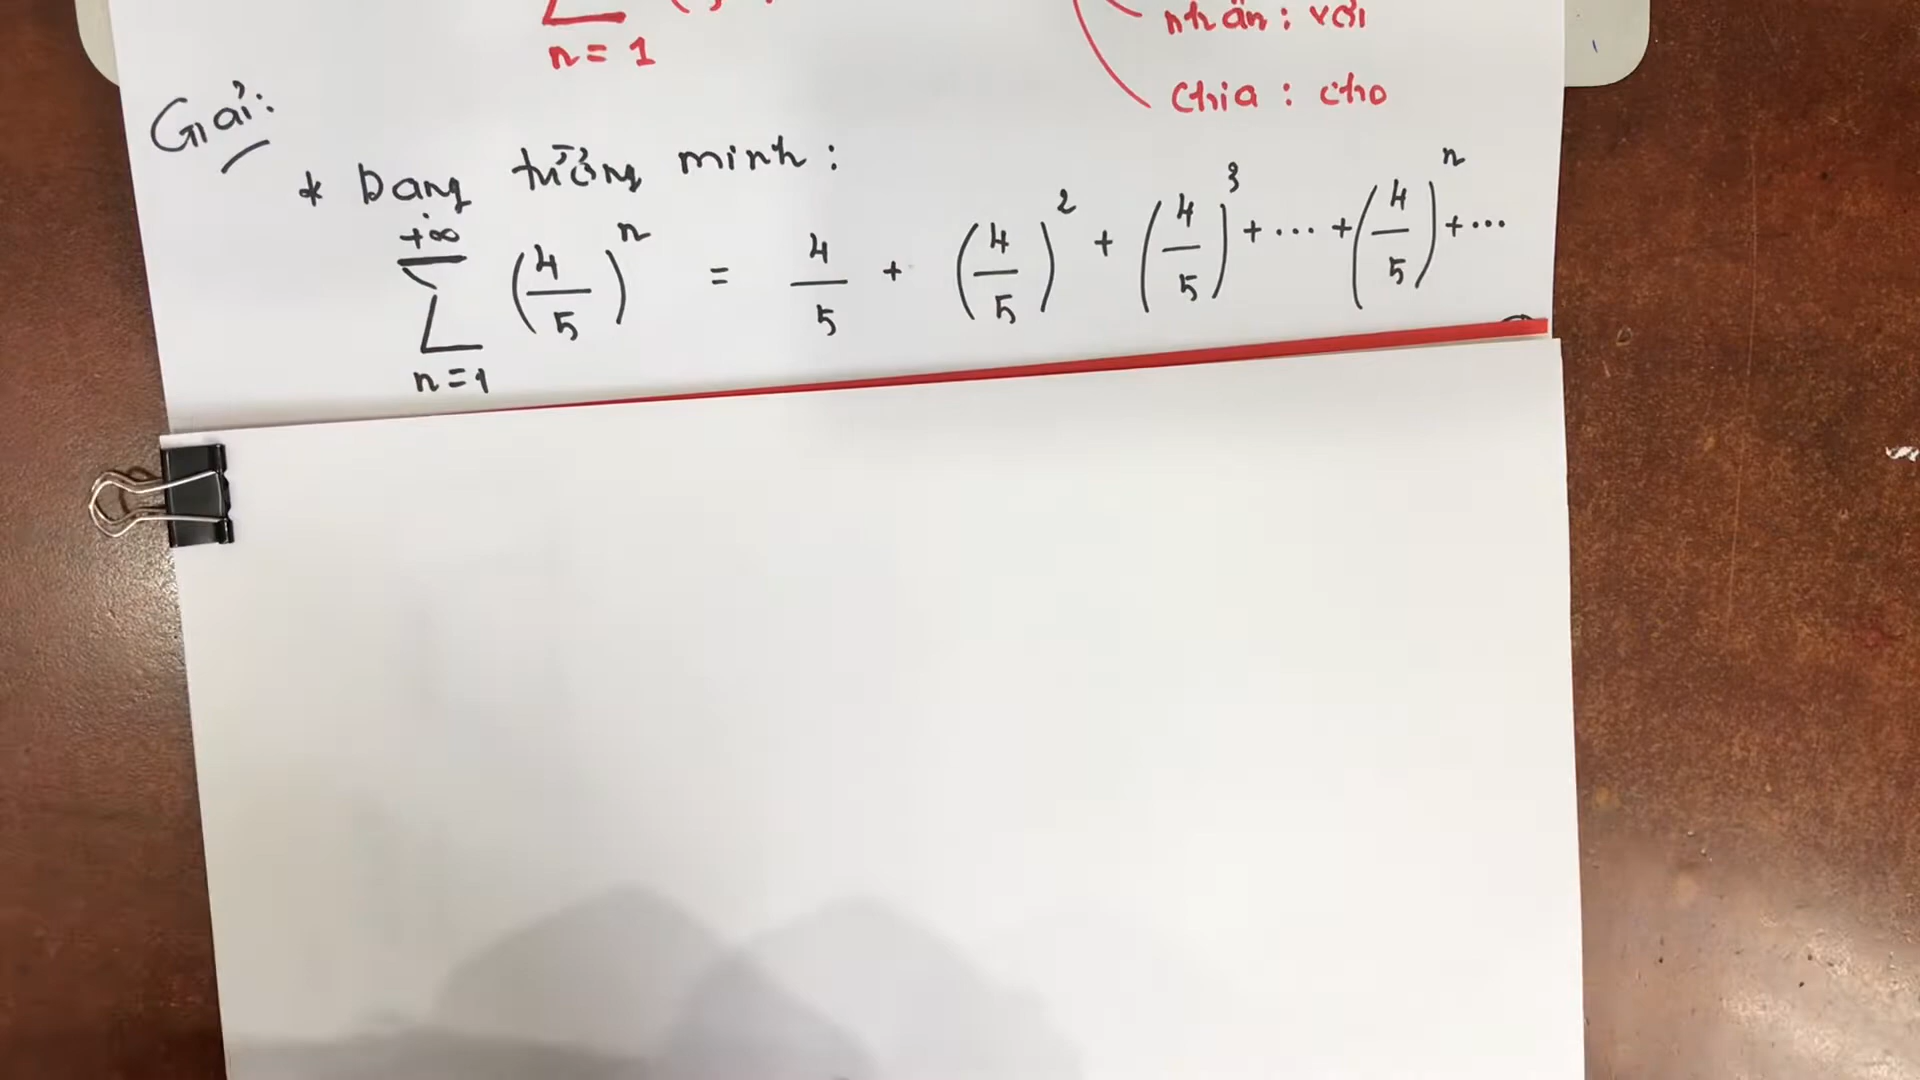 n = 1
nhân : với
chia : cho
Giải:
* Dạng tường minh :
+∞ ∑ n=1 (4/5)^n = 4/5 + (4/5)^2 + (4/5)^3 + ... + (4/5)^n + ...